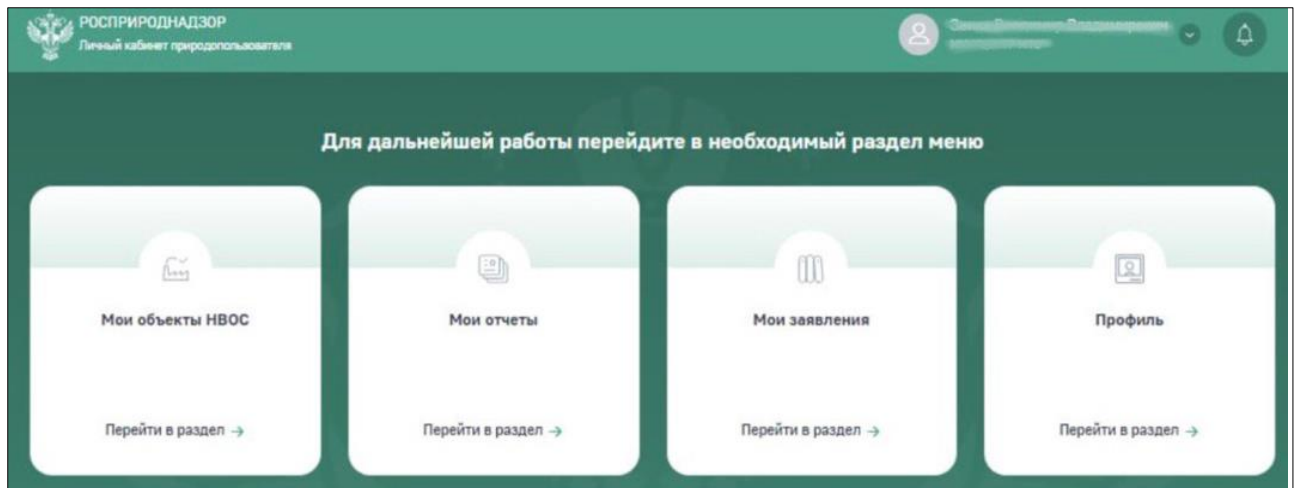 РОСПРИРОДНАДЗОР
Личный кабинет природопользователя
Для дальнейшей работы перейдите в необходимый раздел меню
Мои объекты НВОС
Мои отчеты
Мои заявления
Профиль
Перейти в раздел →
Перейти в раздел →
Перейти в раздел →
Перейти в раздел →